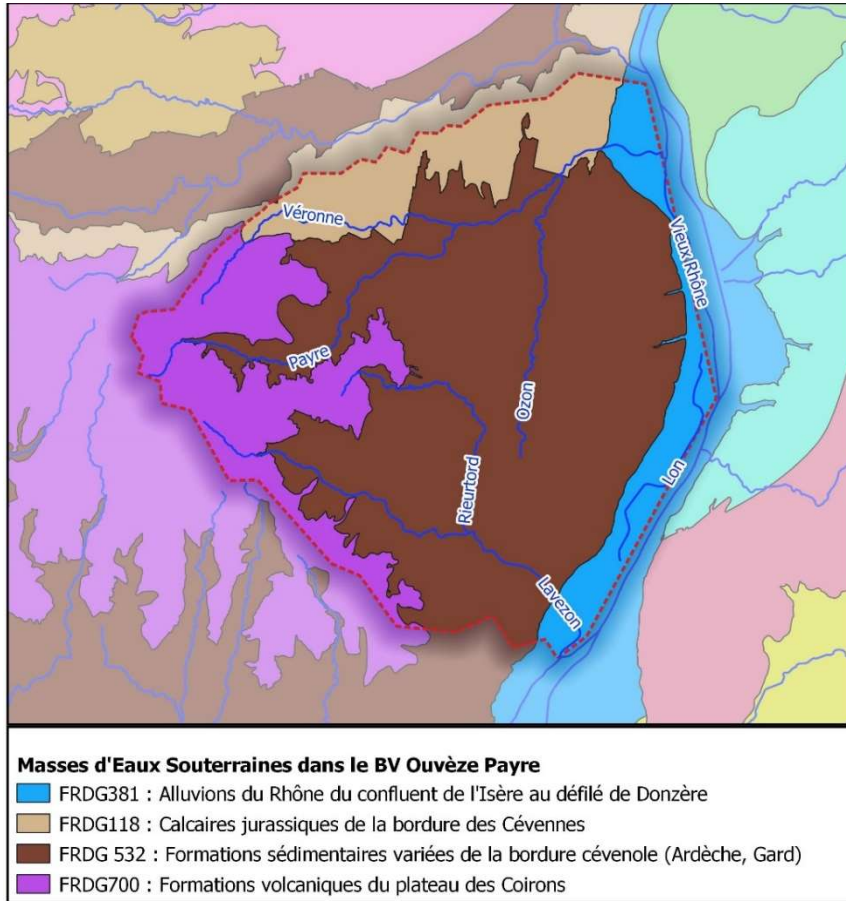 Véronne
Vieux Rhône
Payre
Ozon
Lon
Rieurtord
Lavezon
Masses d'Eaux Souterraines dans le BV Ouvèze Payre
FRDG381 : Alluvions du Rhône du confluent de l'Isère au défilé de Donzère
FRDG118 : Calcaires jurassiques de la bordure des Cévennes
FRDG 532 : Formations sédimentaires variées de la bordure cévenole (Ardèche, Gard)
FRDG700 : Formations volcaniques du plateau des Coirons